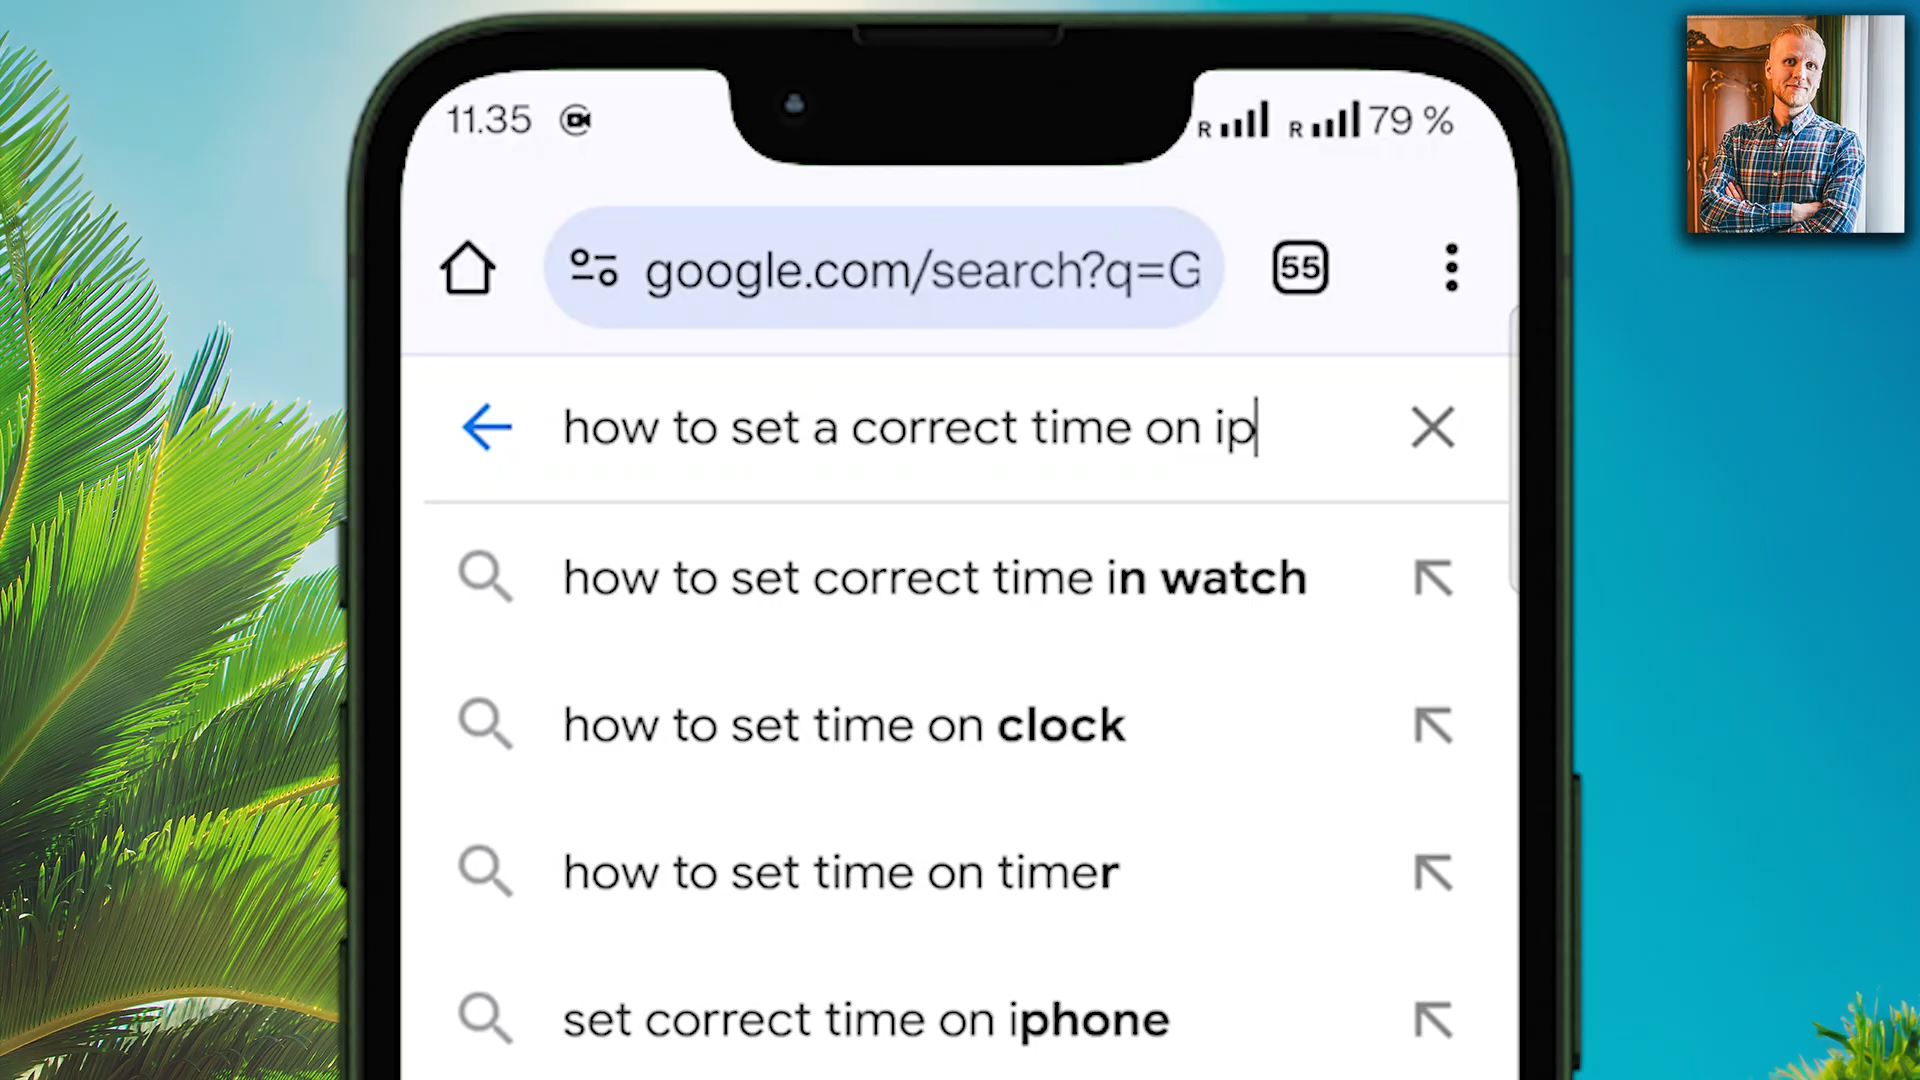 11.35
R R 79 %
google.com/search?q=G
55
how to set a correct time on ip
how to set correct time in watch
how to set time on clock
how to set time on timer
set correct time on iphone